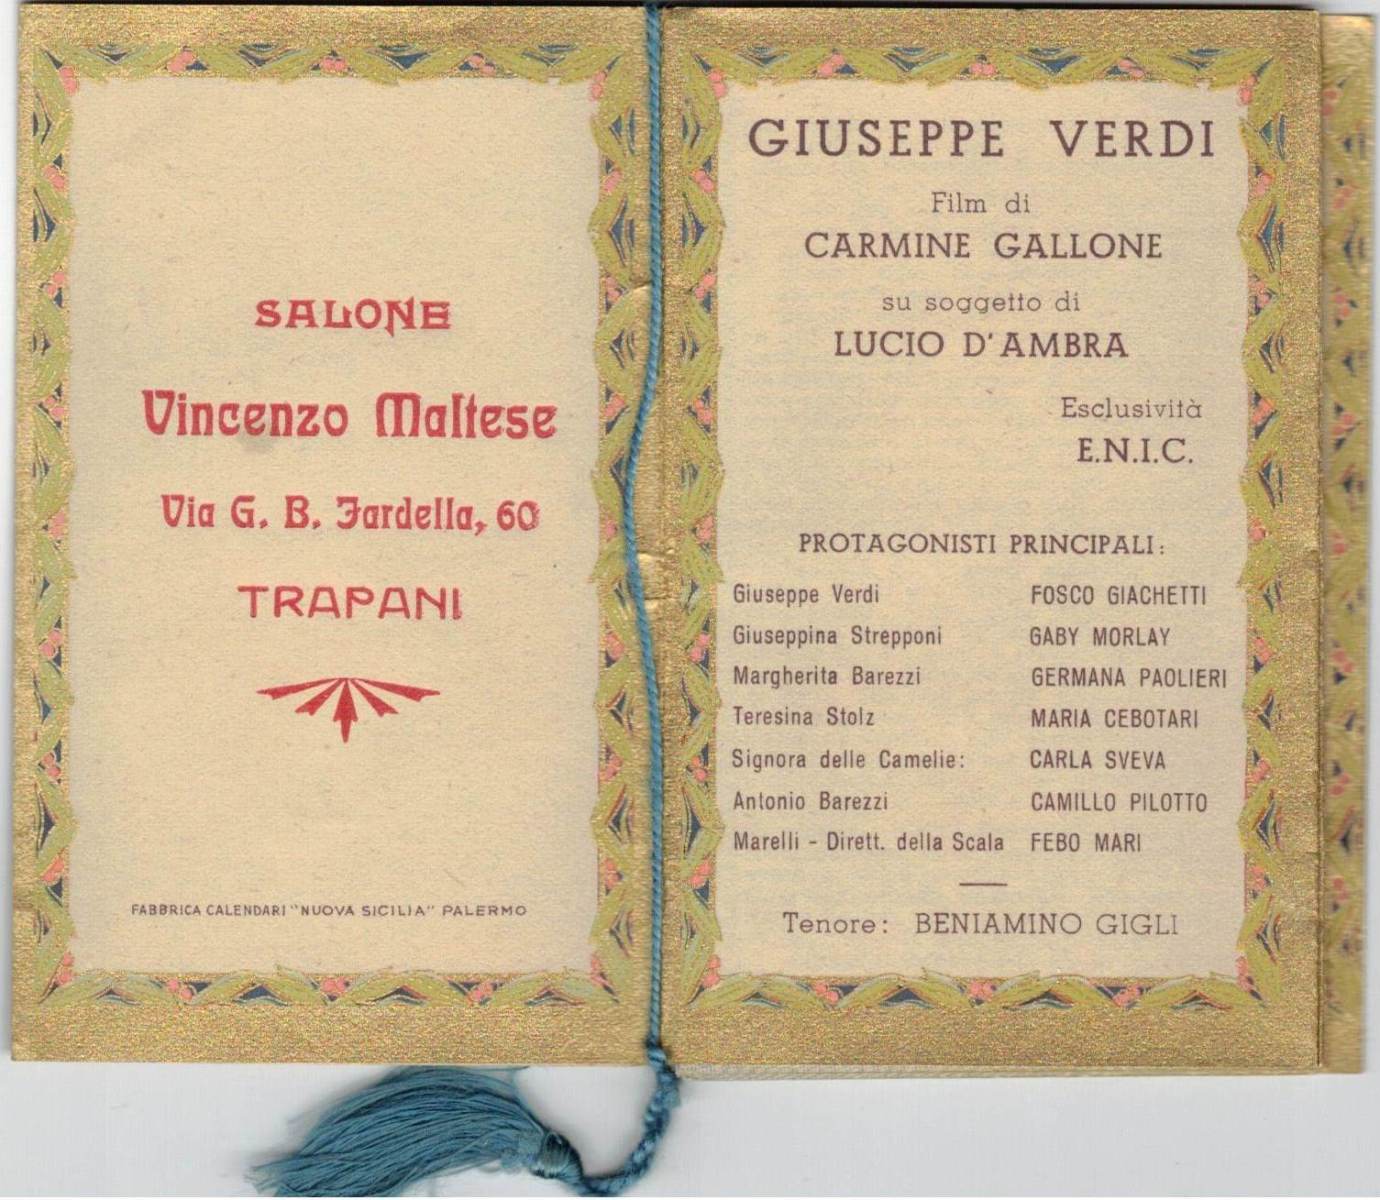 SALONE
Vincenzo Maltese
Via G. B. Fardella, 60
TRAPANI
FABBRICA CALENDARI "NUOVA SICILIA" PALERMO
GIUSEPPE VERDI
Film di
CARMINE GALLONE
su soggetto di
LUCIO D'AMBRA
Esclusività
E.N.I.C.
PROTAGONISTI PRINCIPALI:
Giuseppe Verdi FOSCO GIACHETTI
Giuseppina Strepponi GABY MORLAY
Margherita Barezzi GERMANA PAOLIERI
Teresina Stolz MARIA CEBOTARI
Signora delle Camelie: CARLA SVEVA
Antonio Barezzi CAMILLO PILOTTO
Marelli - Dirett. della Scala FEBO MARI
Tenore: BENIAMINO GIGLI